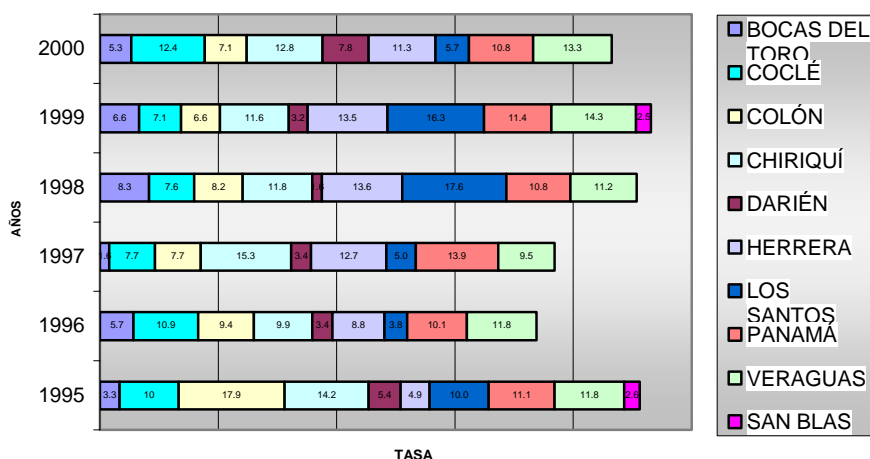 2000
5.3 12.4 7.1 12.8 7.8 11.3 5.7 10.8 13.3
1999
6.6 7.1 6.6 11.6 3.2 13.5 16.3 11.4 14.3 2.5
1998
8.3 7.6 8.2 11.8 1.6 13.6 17.6 10.8 11.2
1997
1.6 7.7 7.7 15.3 3.4 12.7 5.0 13.9 9.5
1996
5.7 10.9 9.4 9.9 3.4 8.8 3.8 10.1 11.8
1995
3.3 10 17.9 14.2 5.4 4.9 10.0 11.1 11.8 2.6
AÑOS
TASA
BOCAS DEL
TORO
COCLÉ
COLÓN
CHIRIQUÍ
DARIÉN
HERRERA
LOS
SANTOS
PANAMÁ
VERAGUAS
SAN BLAS